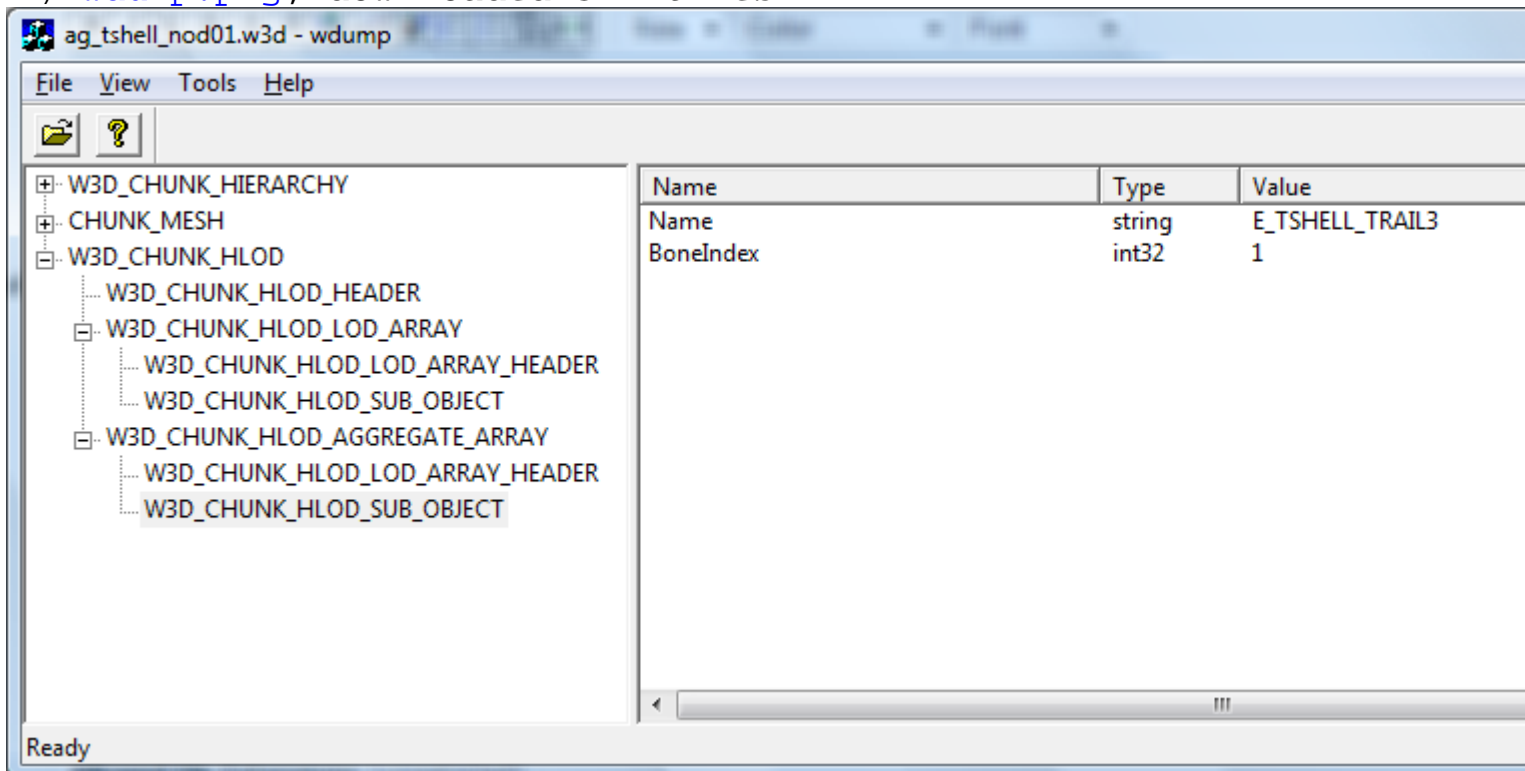 ag_tshell_nod01.w3d - wdump
File View Tools Help
W3D_CHUNK_HIERARCHY
CHUNK_MESH
W3D_CHUNK_HLOD
W3D_CHUNK_HLOD_HEADER
W3D_CHUNK_HLOD_LOD_ARRAY
W3D_CHUNK_HLOD_LOD_ARRAY_HEADER
W3D_CHUNK_HLOD_SUB_OBJECT
W3D_CHUNK_HLOD_AGGREGATE_ARRAY
W3D_CHUNK_HLOD_LOD_ARRAY_HEADER
W3D_CHUNK_HLOD_SUB_OBJECT
Name Type Value
Name string E_TSHELL_TRAIL3
BoneIndex int32 1
Ready